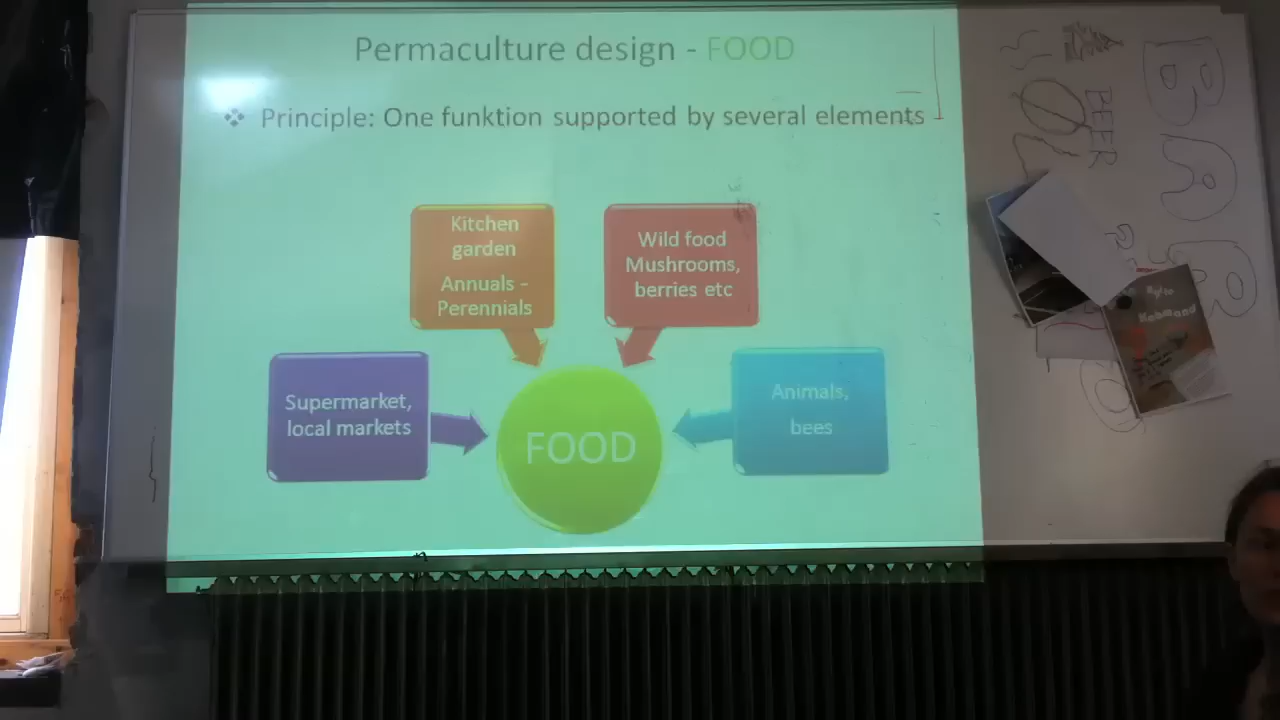 Permaculture design - FOOD
❖ Principle: One funktion supported by several elements
Kitchen
garden
Annuals -
Perennials
Wild food
Mushrooms,
berries etc
Supermarket,
local markets
FOOD
Animals,
bees
BEER
BAR